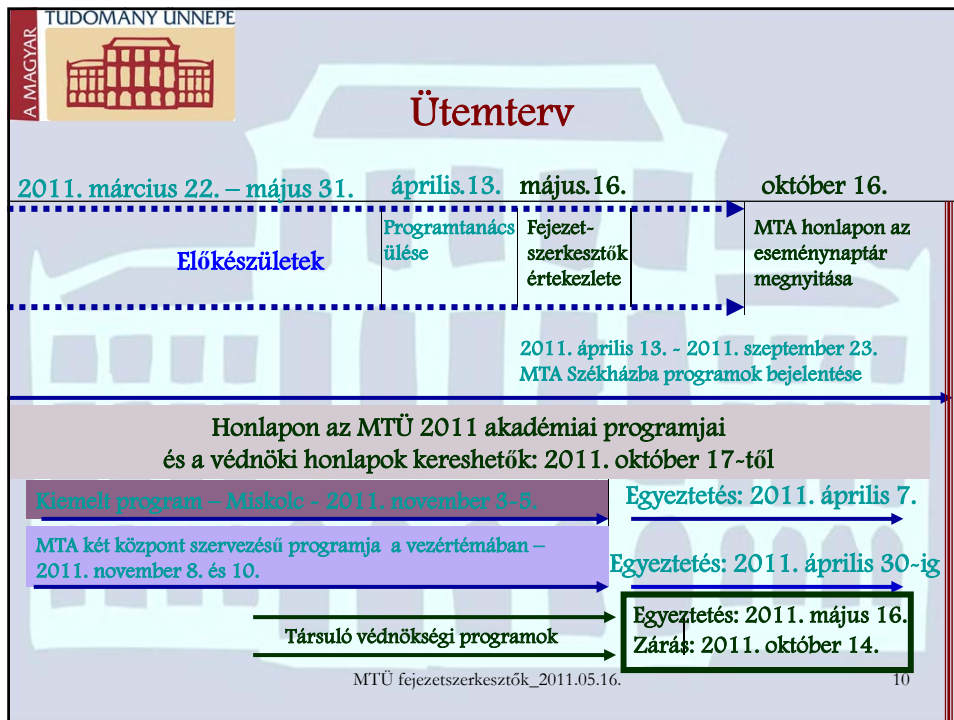 A MAGYAR
TUDOMÁNY ÜNNEPE
Ütemterv
2011. március 22. – május 31.
április.13.
május.16.
október 16.
Előkészületek
Programtanács
ülése
Fejezet-
szerkesztők
értekezlete
MTA honlapon az
eseménynaptár
megnyitása
2011. április 13. - 2011. szeptember 23.
MTA Székházba programok bejelentése
Honlapon az MTÜ 2011 akadémiai programjai
és a védnöki honlapok kereshetők: 2011. október 17-től
Kiemelt program – Miskolc - 2011. november 3-5.
Egyeztetés: 2011. április 7.
MTA két központ szervezésű programja a vezértémában –
2011. november 8. és 10.
Egyeztetés: 2011. április 30-ig
Társuló védnökségi programok
Egyeztetés: 2011. május 16.
Zárás: 2011. október 14.
MTÜ fejezetszerkesztők_2011.05.16.
10